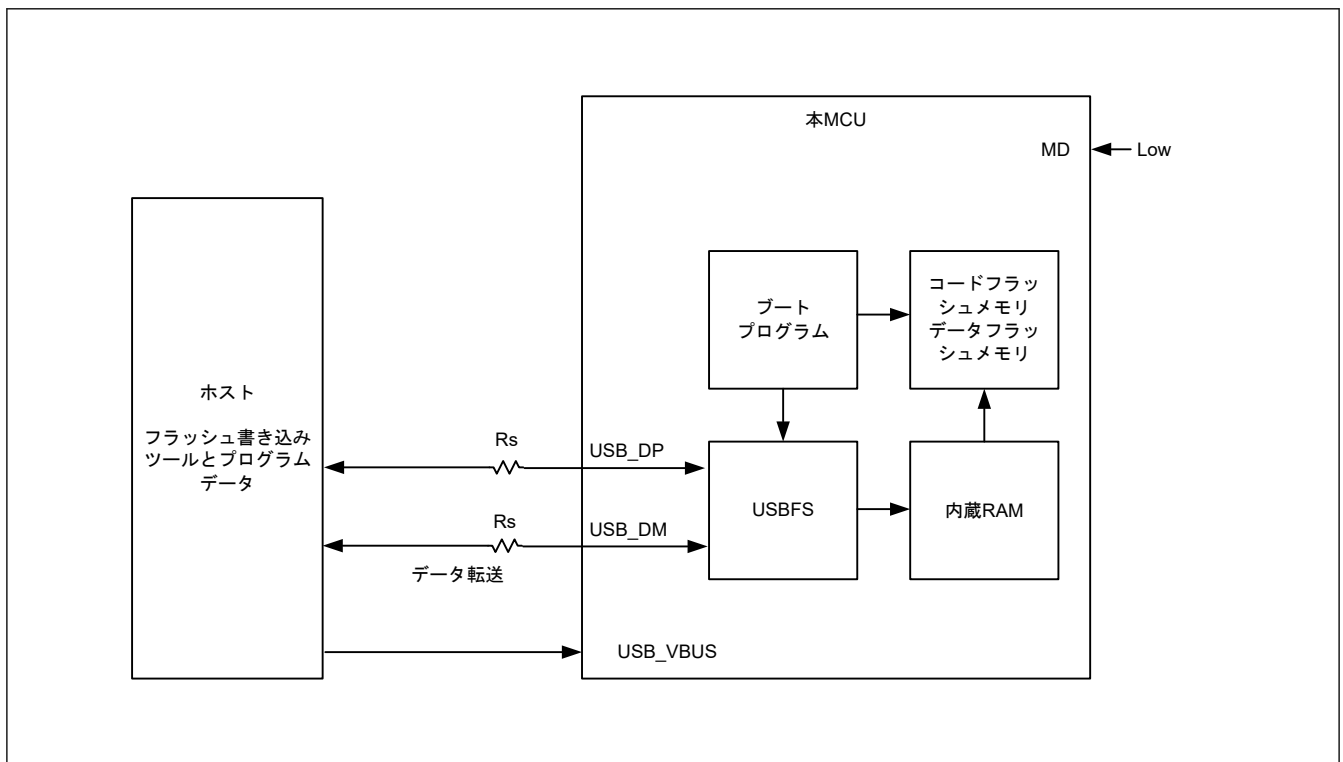 本MCU
MD
Low
コードフラッ
シュメモリ
データフラッ
シュメモリ
ブート
プログラム
ホスト
フラッシュ書き込み
ツールとプログラム
データ
Rs
USB_DP
USBFS
内蔵RAM
Rs
USB_DM
データ転送
USB_VBUS